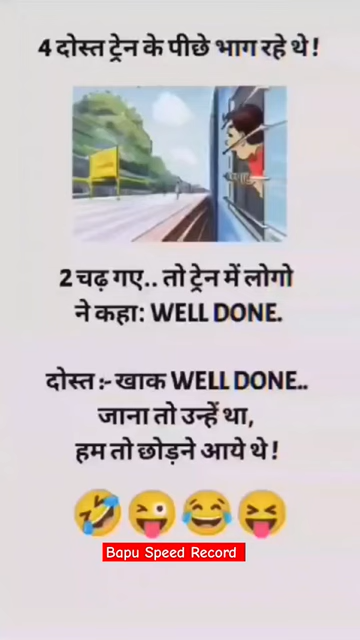 4 दोस्त ट्रेन के पीछे भाग रहे थे !
2 चढ़ गए.. तो ट्रेन में लोगो
ने कहा: WELL DONE.
दोस्त :- खाक WELL DONE..
जाना तो उन्हें था,
हम तो छोड़ने आये थे !
Bapu Speed Record